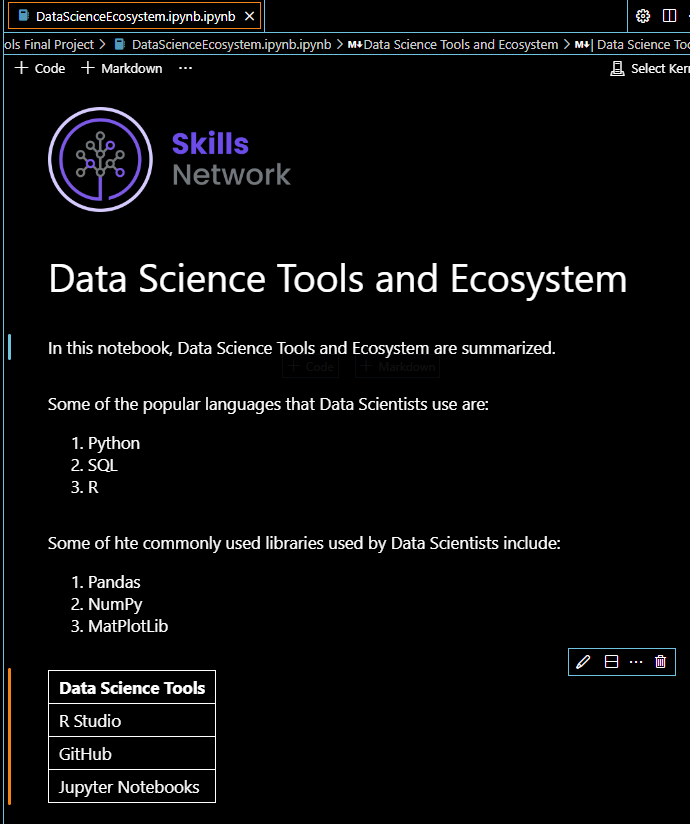 DataScienceEcosystem.ipynb.ipynb
ols Final Project > DataScienceEcosystem.ipynb.ipynb > M↓Data Science Tools and Ecosystem > M↓| Data Science Too
+ Code + Markdown ··· Select Kern
Skills
Network
Data Science Tools and Ecosystem
In this notebook, Data Science Tools and Ecosystem are summarized.
+ Code + Markdown
Some of the popular languages that Data Scientists use are:
1. Python
2. SQL
3. R
Some of hte commonly used libraries used by Data Scientists include:
1. Pandas
2. NumPy
3. MatPlotLib
Data Science Tools
R Studio
GitHub
Jupyter Notebooks